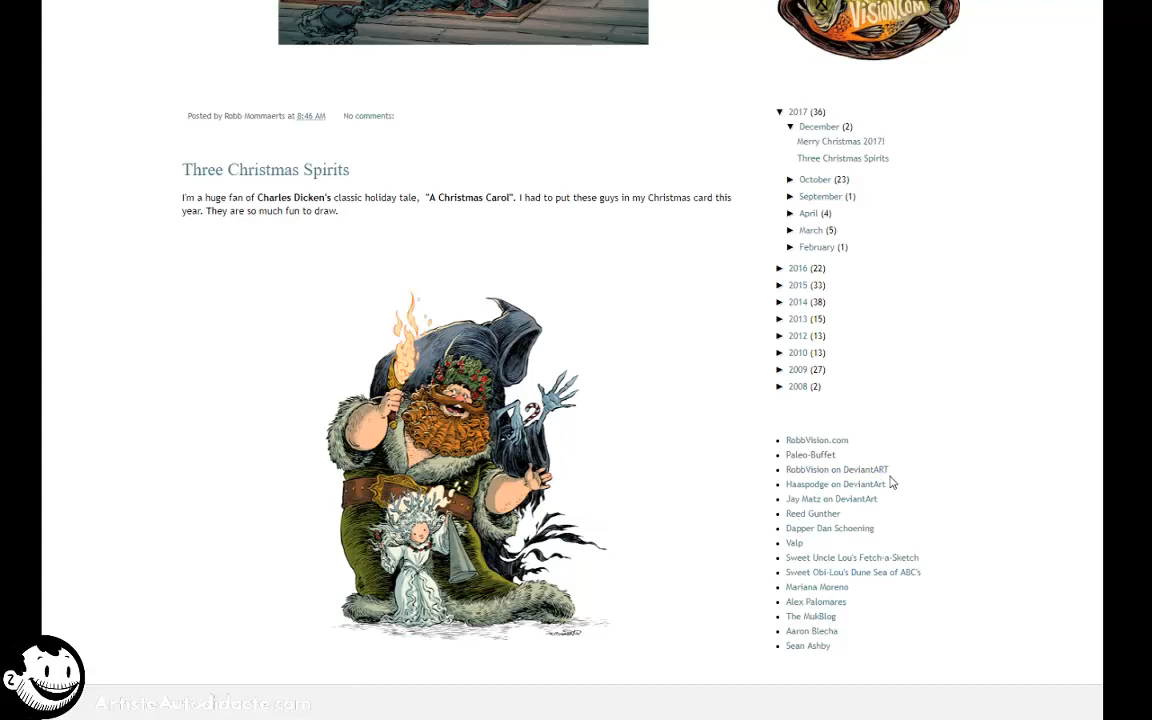 VISION.COM
Posted by Robb Mommaerts at 8:46 AM No comments:
Three Christmas Spirits
I'm a huge fan of Charles Dicken's classic holiday tale, "A Christmas Carol". I had to put these guys in my Christmas card this
year. They are so much fun to draw.
▼ 2017 (36)
▼ December (2)
Merry Christmas 2017!
Three Christmas Spirits
► October (23)
► September (1)
► April (4)
► March (5)
► February (1)
► 2016 (22)
► 2015 (33)
► 2014 (38)
► 2013 (15)
► 2012 (13)
► 2010 (13)
► 2009 (27)
► 2008 (2)
RobbVision.com
Paleo-Buffet
RobbVision on DeviantART
Haaspodge on DeviantArt
Jay Matz on DeviantArt
Reed Gunther
Dapper Dan Schoening
Valp
Sweet Uncle Lou's Fetch-a-Sketch
Sweet Obi-Lou's Dune Sea of ABC's
Mariana Moreno
Alex Palomares
The MukBlog
Aaron Blecha
Sean Ashby
ArtisteAutodidacte.com